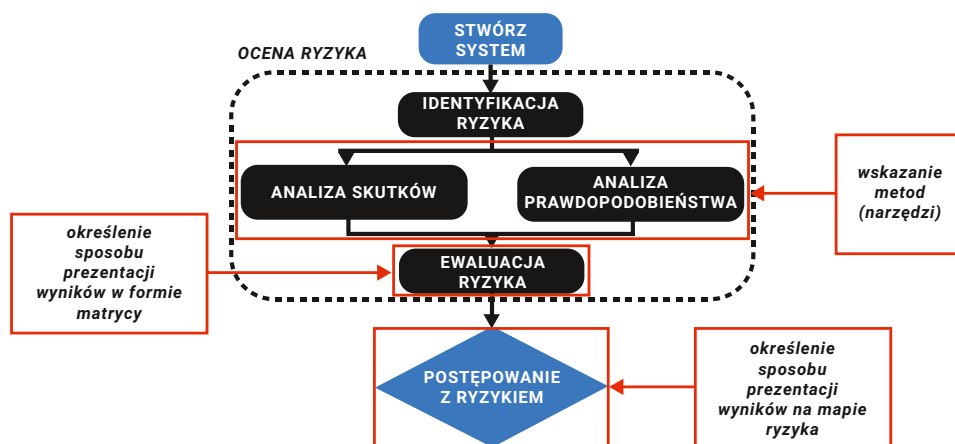 STWÓRZ
SYSTEM
OCENA RYZYKA
IDENTYFIKACJA
RYZYKA
ANALIZA SKUTKÓW
ANALIZA
PRAWDOPODOBIEŃSTWA
wskazanie
metod
(narzędzi)
określenie
sposobu
prezentacji
wyników w formie
matrycy
EWALUACJA
RYZYKA
POSTĘPOWANIE
Z RYZYKIEM
określenie
sposobu
prezentacji
wyników na mapie
ryzyka